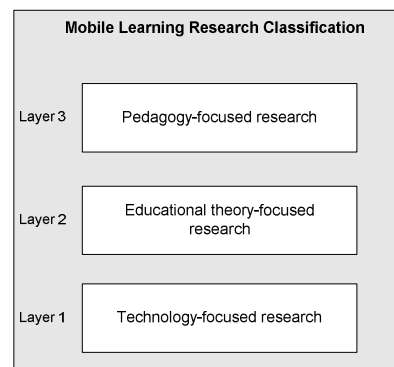 Mobile Learning Research Classification
Layer 3
Pedagogy-focused research
Layer 2
Educational theory-focused
research
Layer 1
Technology-focused research